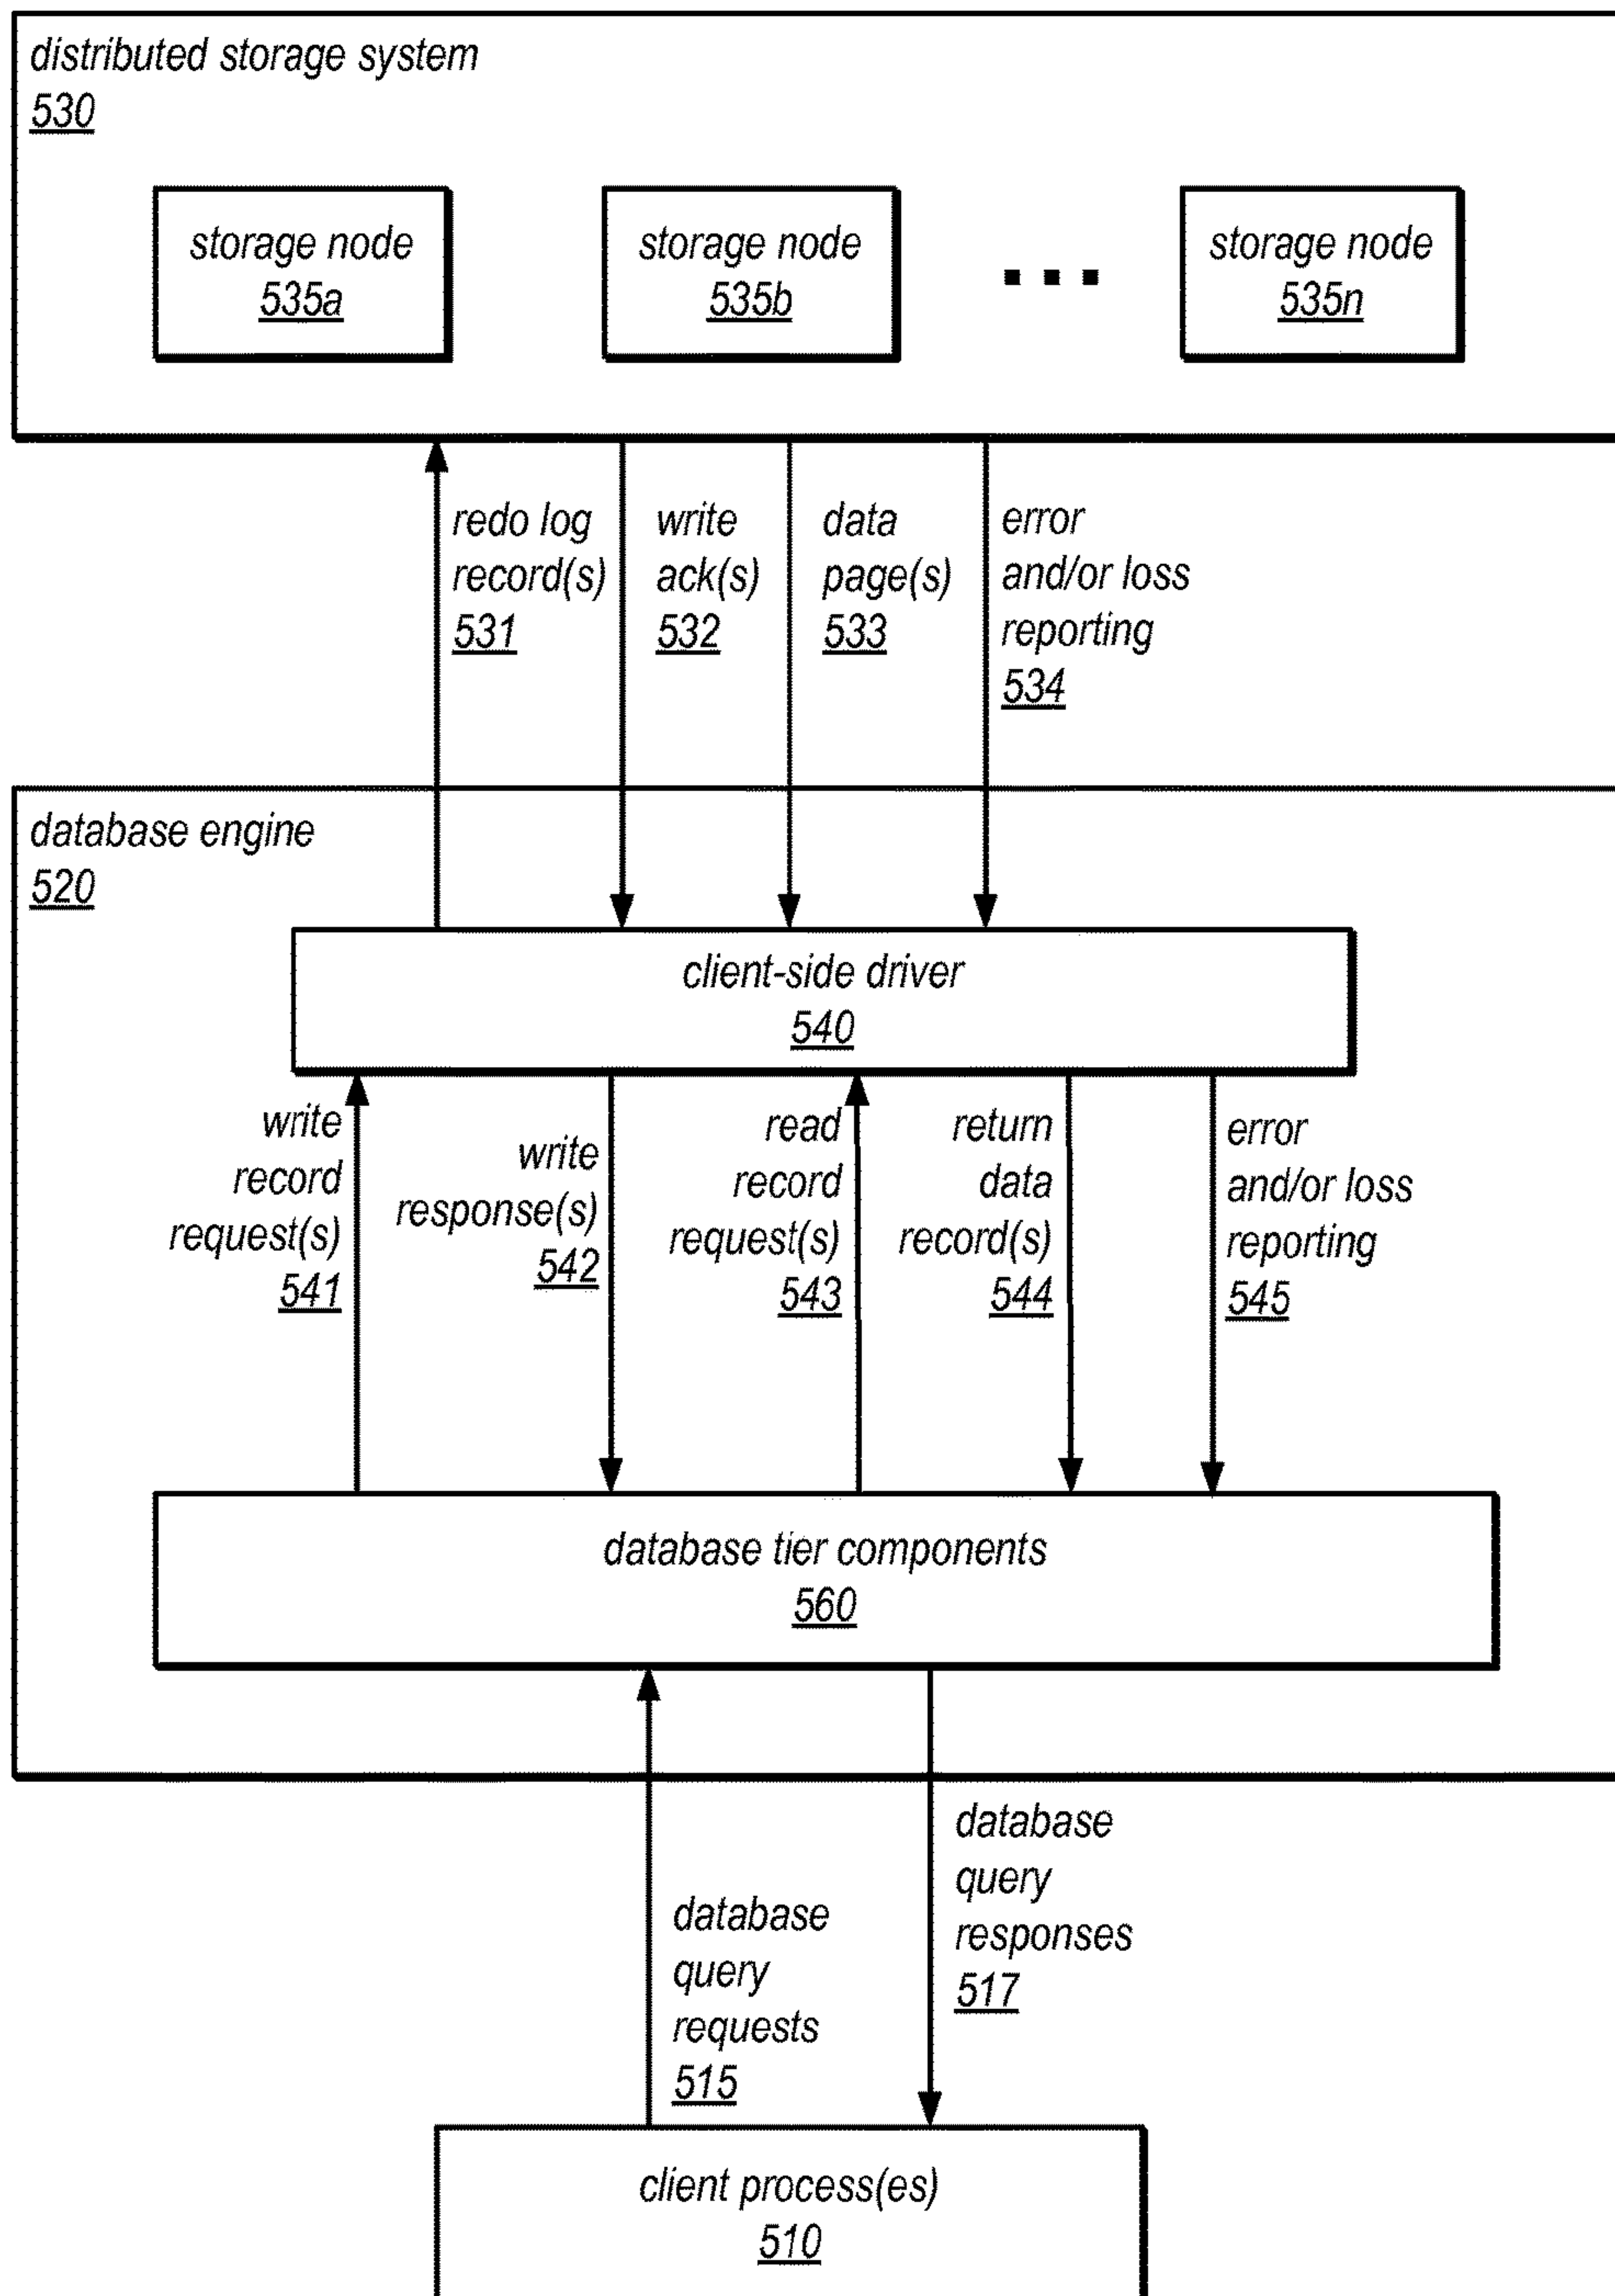 distributed storage system
530
storage node
535a
storage node
535b
storage node
535n
redo log
record(s)
531
write
ack(s)
532
data
page(s)
533
error
and/or loss
reporting
534
database engine
520
client-side driver
540
write
record
request(s)
541
write
response(s)
542
read
record
request(s)
543
return
data
record(s)
544
error
and/or loss
reporting
545
database tier components
560
database
query
requests
515
database
query
responses
517
client process(es)
510